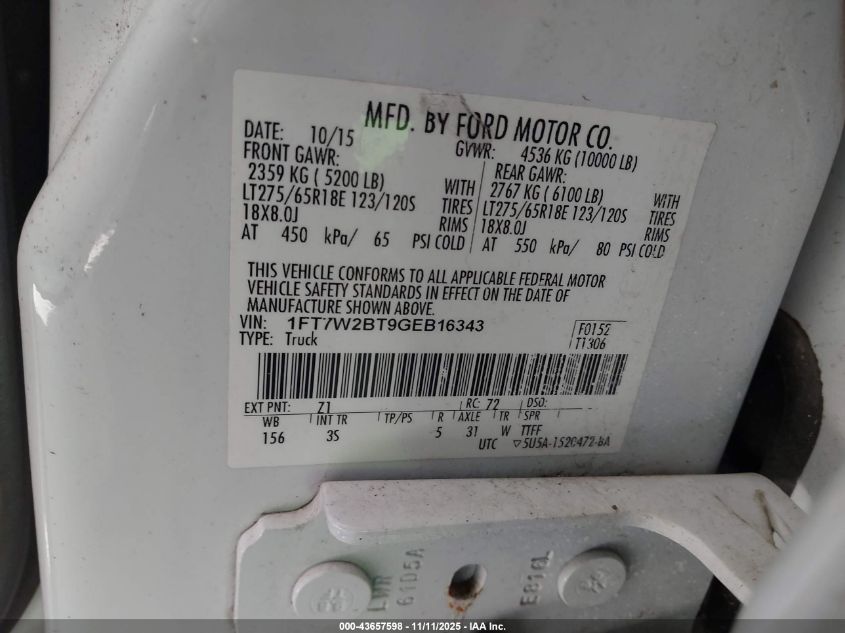 MFD. BY FORD MOTOR CO.
DATE: 10/15 GVWR: 4536 KG (10000 LB)
FRONT GAWR: REAR GAWR:
2359 KG ( 5200 LB) WITH 2767 KG ( 6100 LB) WITH
LT275/65R18E 123/120S TIRES LT275/65R18E 123/120S TIRES
18X8.0J RIMS 18X8.0J RIMS
AT 450 kPa/ 65 PSI COLD AT 550 kPa/ 80 PSI COLD
THIS VEHICLE CONFORMS TO ALL APPLICABLE FEDERAL MOTOR
VEHICLE SAFETY STANDARDS IN EFFECT ON THE DATE OF
MANUFACTURE SHOWN ABOVE.
VIN: 1FT7W2BT9GEB16343 F0152
TYPE: Truck T1306
EXT PNT: Z1 RC: 72 DSO:
WB INT TR TP/PS R AXLE TR SPR
156 3S 5 31 W TTFF
UTC ▽5U5A-1520472-BA
LWR
61D5A
E816L
000-43657598 - 11/11/2025 - IAA Inc.